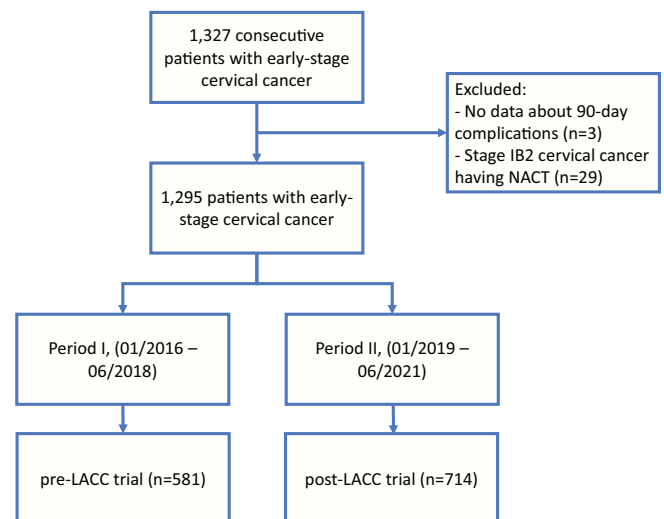 1,327 consecutive
patients with early-stage
cervical cancer
Excluded:
- No data about 90-day
complications (n=3)
- Stage IB2 cervical cancer
having NACT (n=29)
1,295 patients with early-
stage cervical cancer
Period I, (01/2016 –
06/2018)
Period II, (01/2019 –
06/2021)
pre-LACC trial (n=581)
post-LACC trial (n=714)